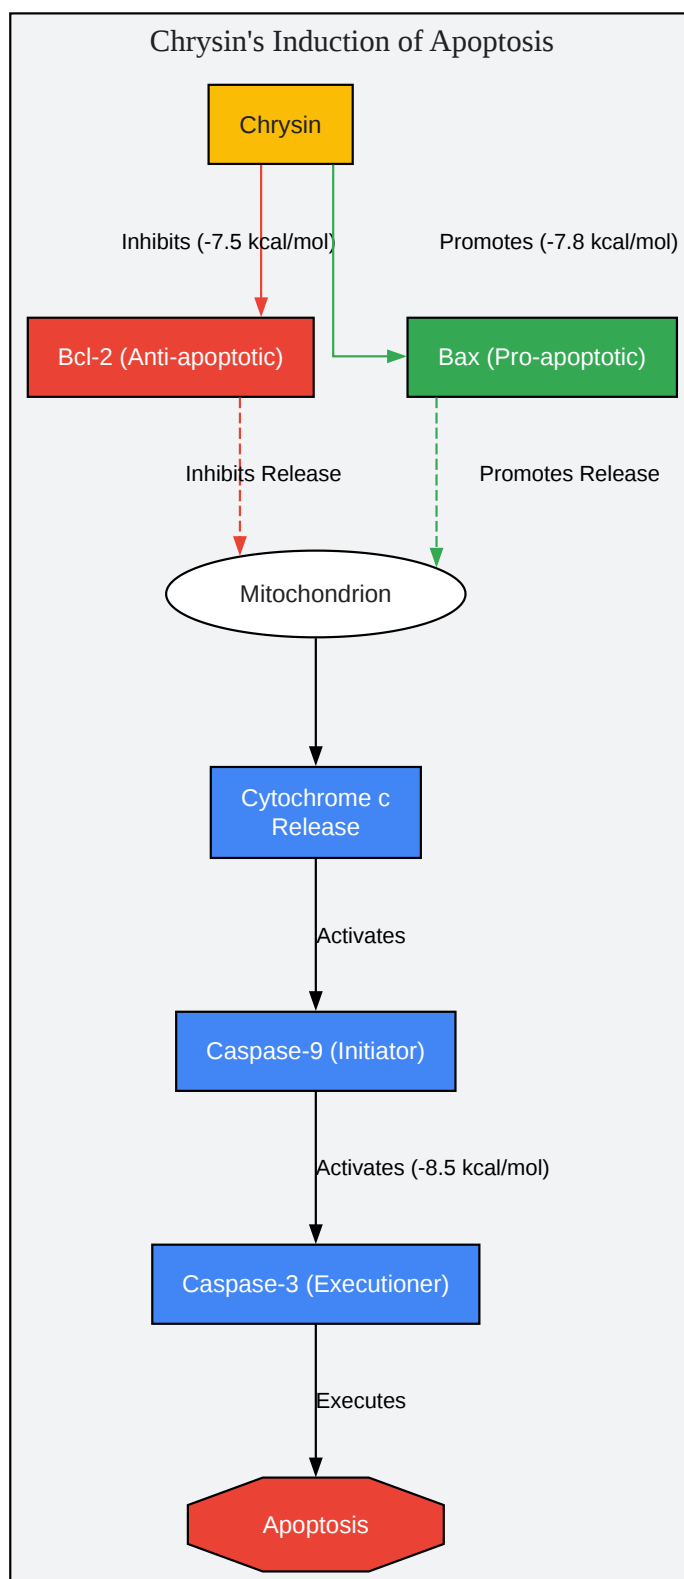 Chrysin's Induction of Apoptosis
Chrysin
Inhibits (-7.5 kcal/mol)
Promotes (-7.8 kcal/mol)
Bcl-2 (Anti-apoptotic)
Bax (Pro-apoptotic)
Inhibits Release
Promotes Release
Mitochondrion
Cytochrome c
Release
Activates
Caspase-9 (Initiator)
Activates (-8.5 kcal/mol)
Caspase-3 (Executioner)
Executes
Apoptosis